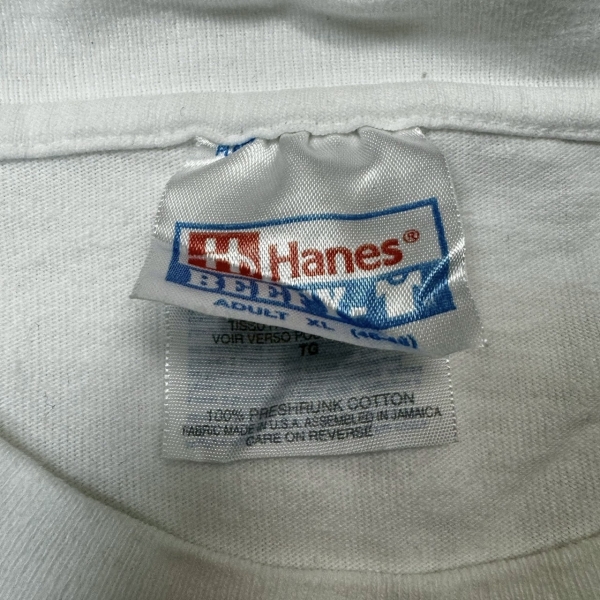 Hanes®
BEEFY-T
ADULT XL (46-48)
TISSU
VOIR VERSO
TG
100% PRESHRUNK COTTON
FABRIC MADE IN U.S.A. ASSEMBLED IN JAMAICA
CARE ON REVERSE